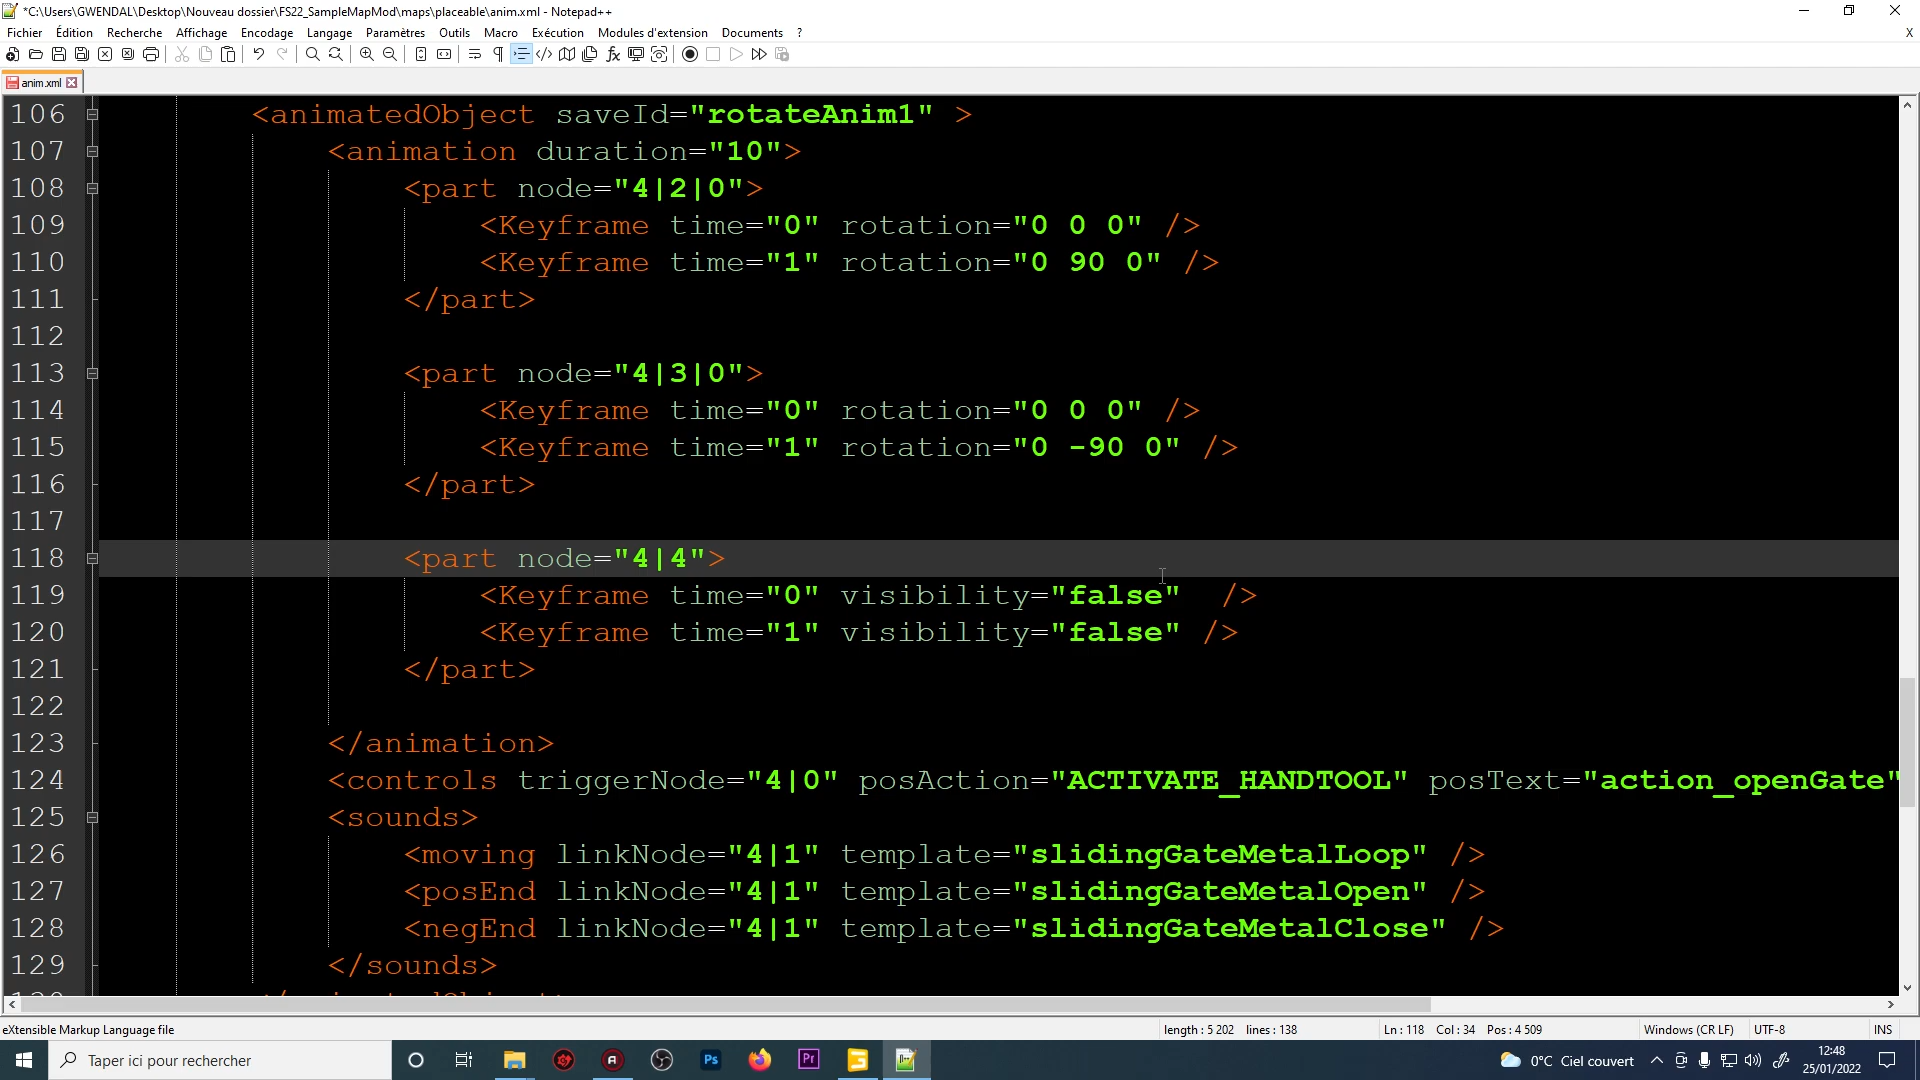 *C:\Users\GWENDAL\Desktop\Nouveau dossier\FS22_SampleMapMod\maps\placeable\anim.xml - Notepad++
Fichier Édition Recherche Affichage Encodage Langage Paramètres Outils Macro Exécution Modules d'extension Documents ? X
anim.xml
106 <animatedObject saveId="rotateAnim1" >
107 <animation duration="10">
108 <part node="4|2|0">
109 <Keyframe time="0" rotation="0 0 0" />
110 <Keyframe time="1" rotation="0 90 0" />
111 </part>
112
113 <part node="4|3|0">
114 <Keyframe time="0" rotation="0 0 0" />
115 <Keyframe time="1" rotation="0 -90 0" />
116 </part>
117
118 <part node="4|4">
119 <Keyframe time="0" visibility="false"  />
120 <Keyframe time="1" visibility="false" />
121 </part>
122
123 </animation>
124 <controls triggerNode="4|0" posAction="ACTIVATE_HANDTOOL" posText="action_openGate"
125 <sounds>
126 <moving linkNode="4|1" template="slidingGateMetalLoop" />
127 <posEnd linkNode="4|1" template="slidingGateMetalOpen" />
128 <negEnd linkNode="4|1" template="slidingGateMetalClose" />
129 </sounds>
eXtensible Markup Language file length : 5 202 lines : 138 Ln : 118 Col : 34 Pos : 4 509 Windows (CR LF) UTF-8 INS
Taper ici pour rechercher Ps Pr 0°C Ciel couvert 12:48
25/01/2022